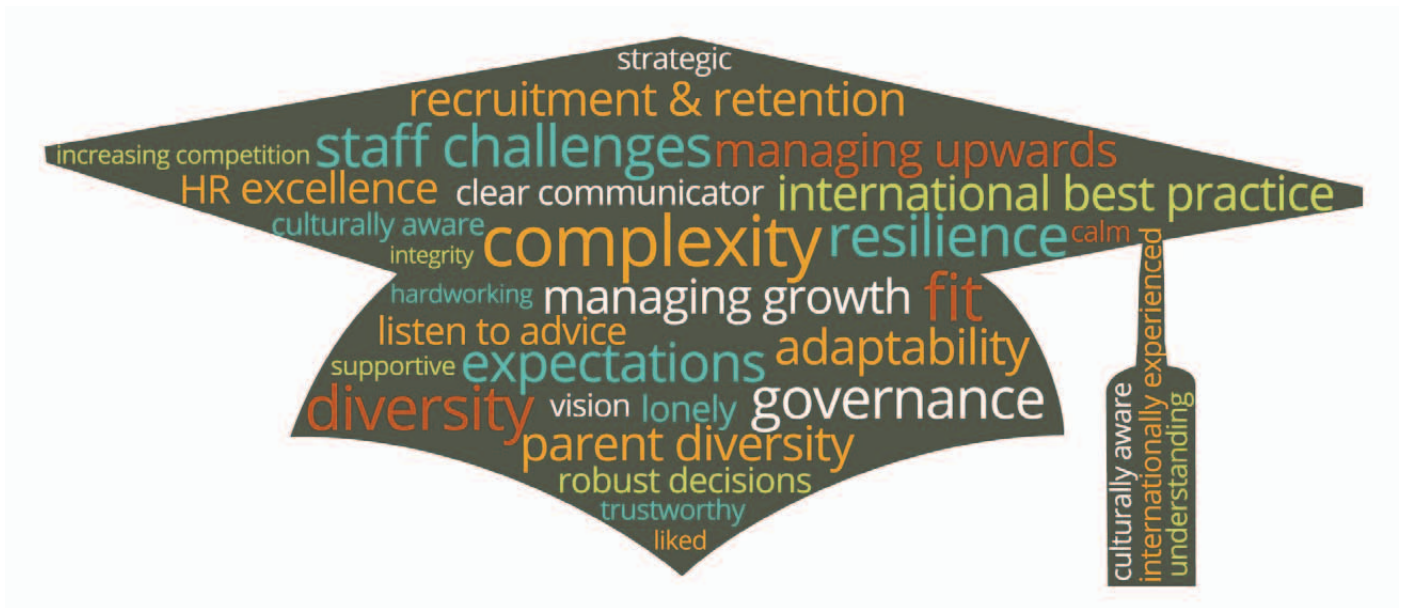 strategic
recruitment & retention
increasing competition staff challenges managing upwards
HR excellence clear communicator international best practice
culturally aware complexity resilience calm
integrity
hardworking managing growth fit
listen to advice adaptability
supportive expectations
diversity vision lonely governance
parent diversity
robust decisions
trustworthy
liked
culturally aware
internationally experienced
understanding